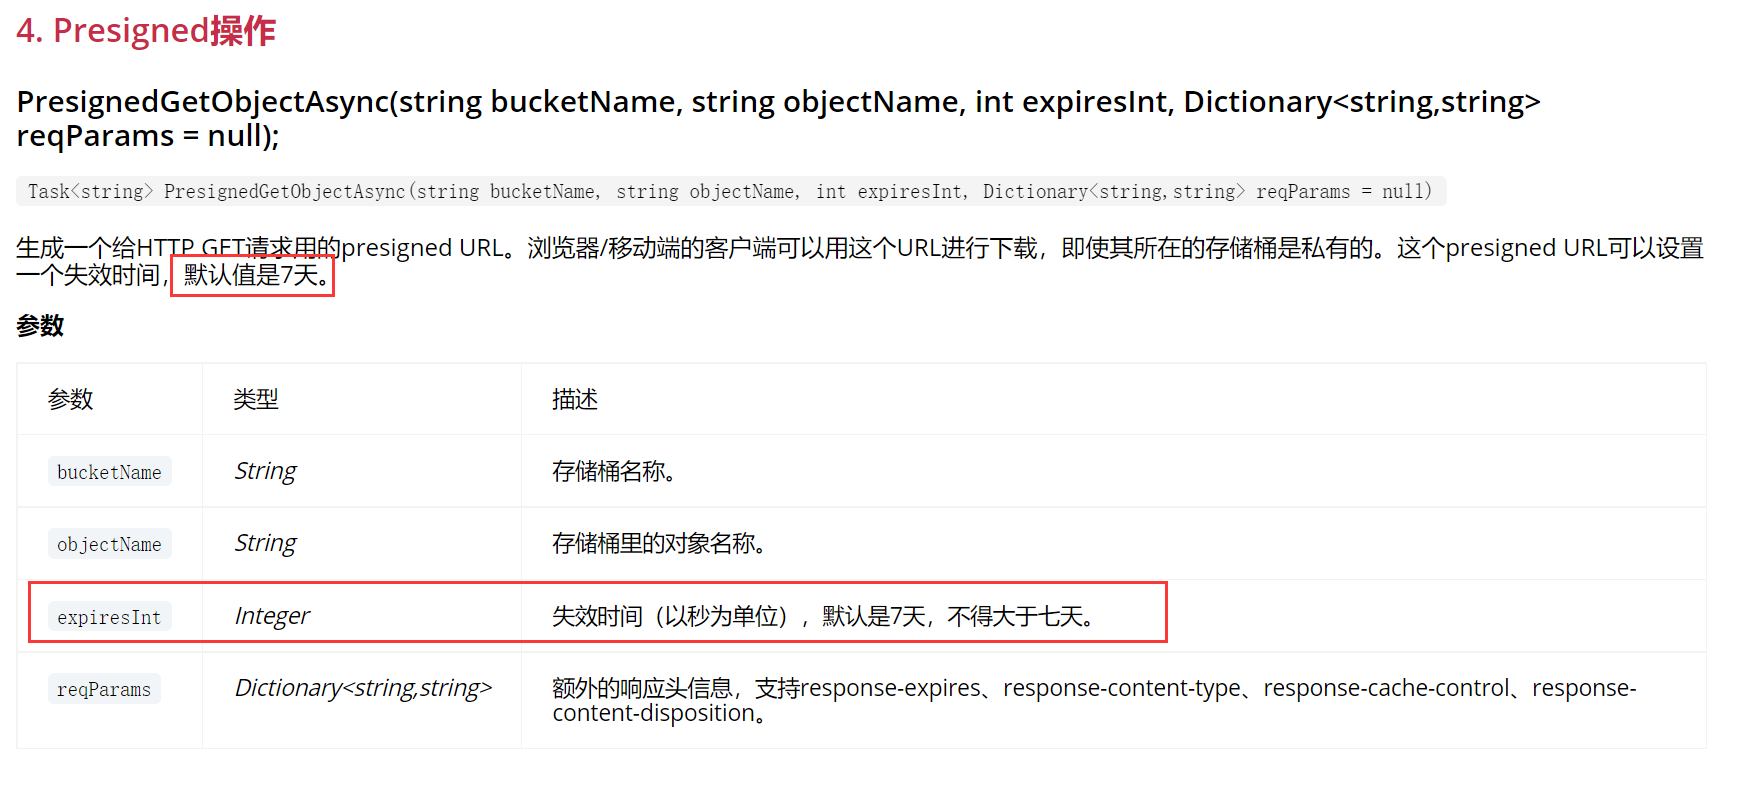 4. Presigned操作
PresignedGetObjectAsync(string bucketName, string objectName, int expiresInt, Dictionary<string,string>
reqParams = null);
Task<string> PresignedGetObjectAsync(string bucketName, string objectName, int expiresInt, Dictionary<string,string> reqParams = null)
生成一个给HTTP GET请求用的presigned URL。浏览器/移动端的客户端可以用这个URL进行下载，即使其所在的存储桶是私有的。这个presigned URL可以设置
一个失效时间，默认值是7天。
参数
参数 类型 描述
bucketName String 存储桶名称。
objectName String 存储桶里的对象名称。
expiresInt Integer 失效时间（以秒为单位），默认是7天，不得大于七天。
reqParams Dictionary<string,string> 额外的响应头信息，支持response-expires、response-content-type、response-cache-control、response-
content-disposition。